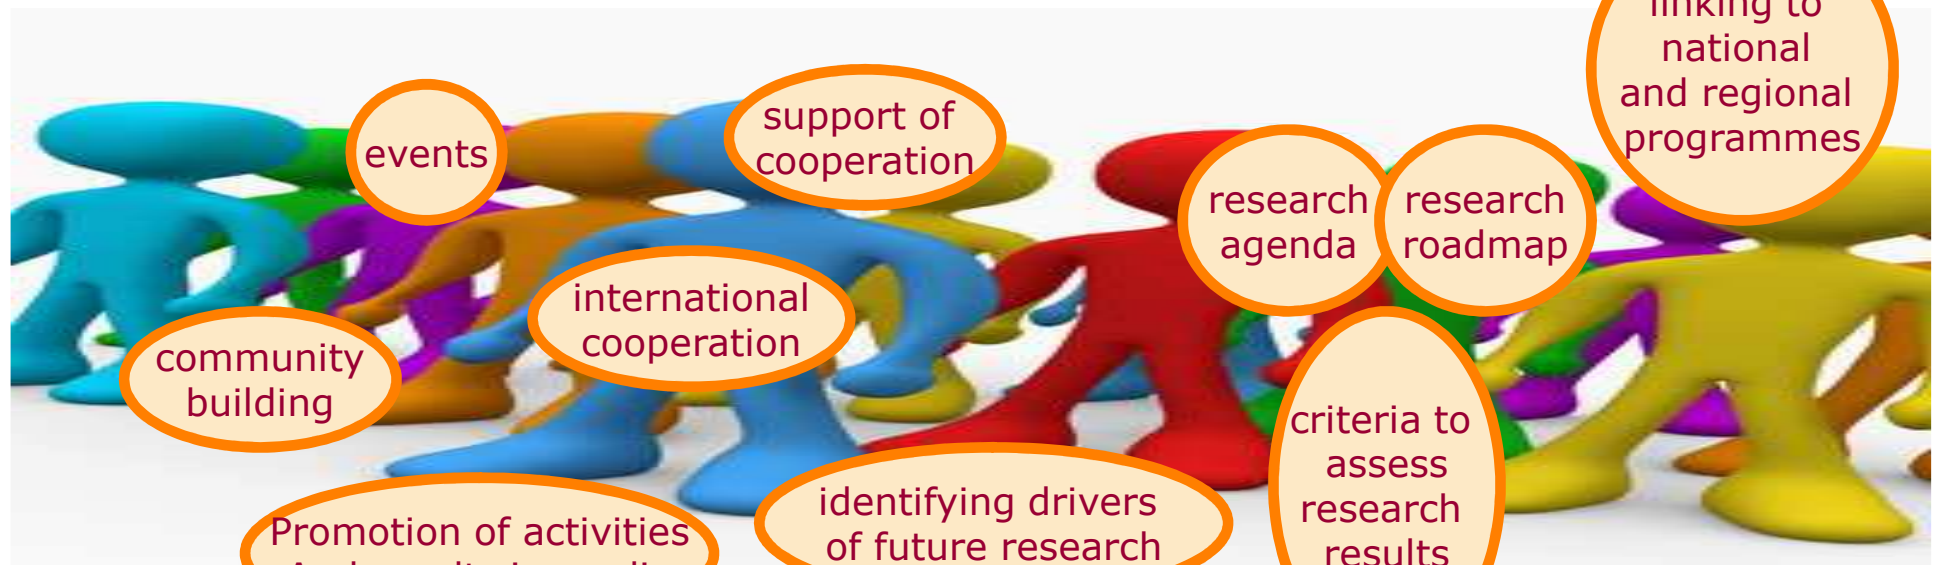 linking to
national
and regional
programmes
events
support of
cooperation
research
agenda
research
roadmap
international
cooperation
community
building
criteria to
assess
research
results
identifying drivers
of future research
Promotion of activities